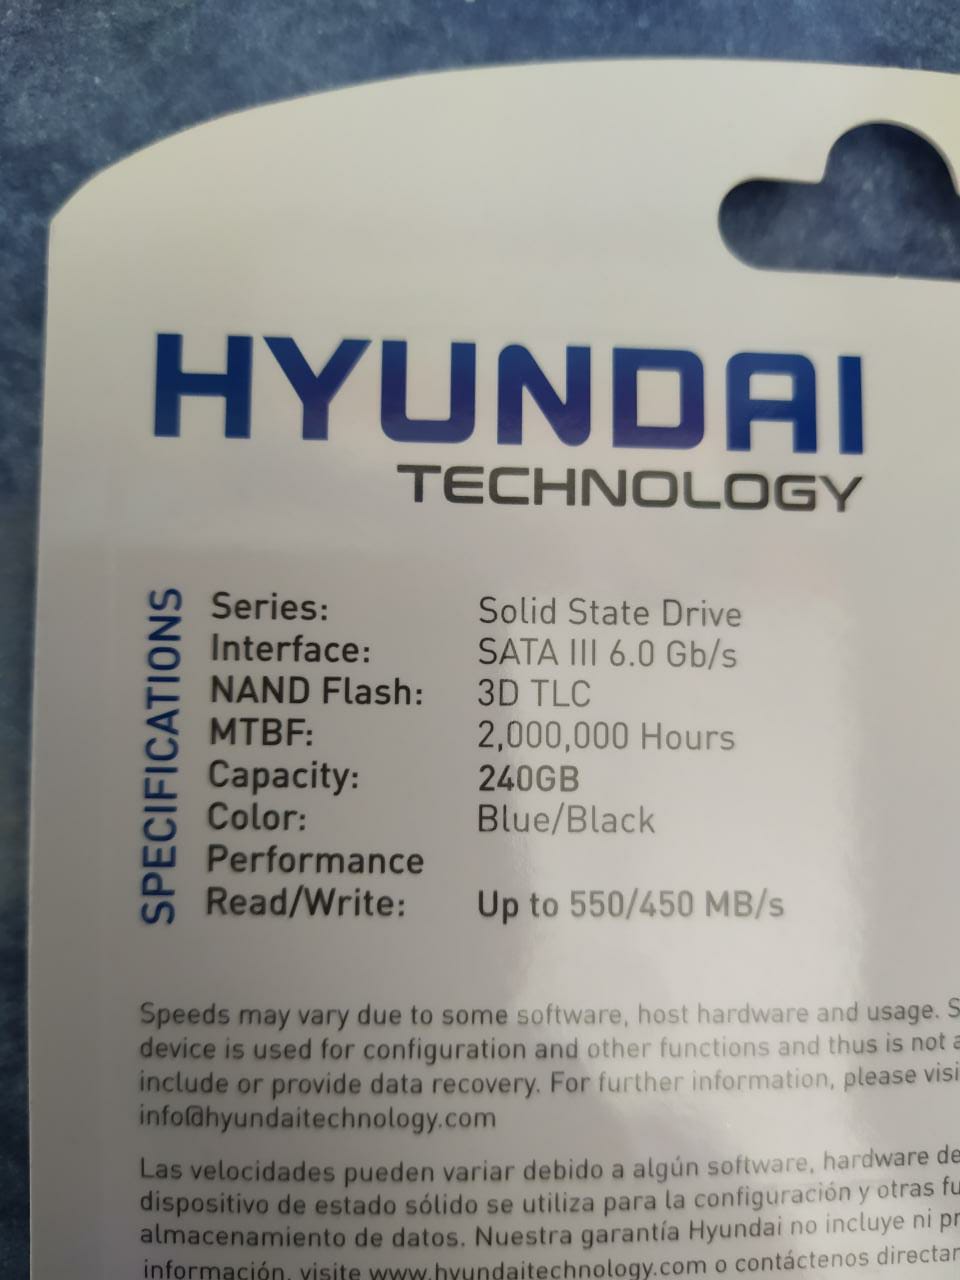 HYUNDAI
TECHNOLOGY
SPECIFICATIONS
Series: Solid State Drive
Interface: SATA III 6.0 Gb/s
NAND Flash: 3D TLC
MTBF: 2,000,000 Hours
Capacity: 240GB
Color: Blue/Black
Performance
Read/Write: Up to 550/450 MB/s
Speeds may vary due to some software, host hardware and usage.
device is used for configuration and other functions and thus is not
include or provide data recovery. For further information, please
info@hyundaitechnology.com
Las velocidades pueden variar debido a algún software, hardware
dispositivo de estado sólido se utiliza para la configuración y otras
almacenamiento de datos. Nuestra garantía Hyundai no incluye ni
información, visite www.hyundaitechnology.com o contáctenos